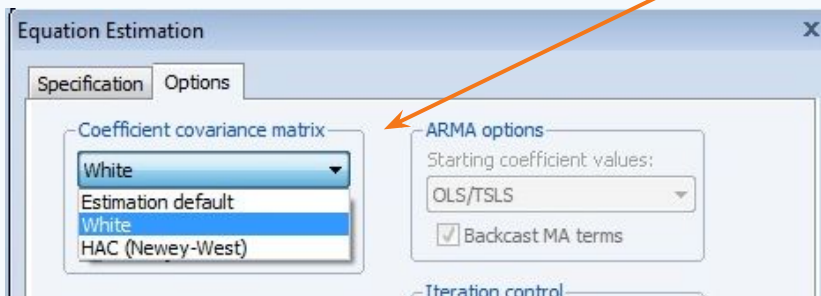 Equation Estimation
x
Specification
Options
Coefficient covariance matrix
White
Estimation default
White
HAC (Newey-West)
ARMA options
Starting coefficient values:
OLS/TSLS
Backcast MA terms
Iteration control